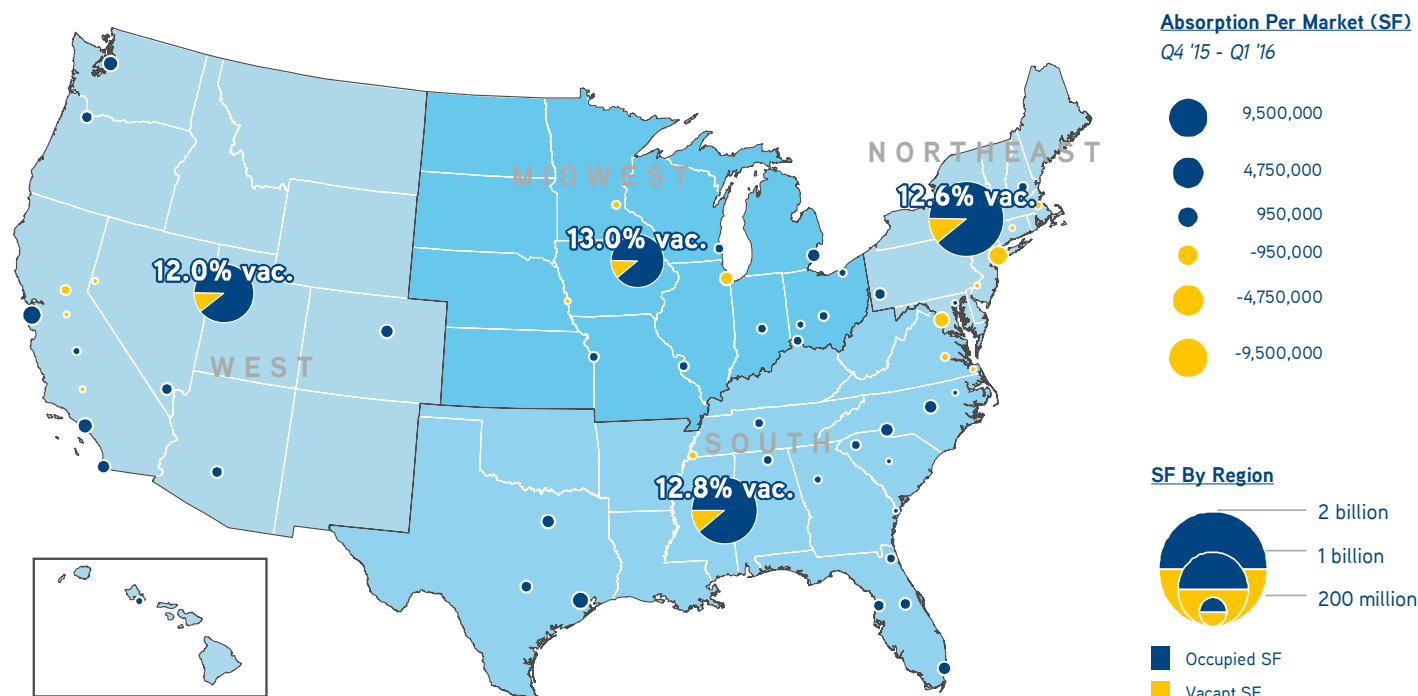 Absorption Per Market (SF)
Q4 '15 - Q1 '16
9,500,000
4,750,000
950,000
-950,000
-4,750,000
-9,500,000
NORTHEAST
12.6% vac.
MIDWEST
13.0% vac.
12.0% vac.
WEST
SOUTH
12.8% vac.
SF By Region
2 billion
1 billion
200 million
Occupied SF
Vacant SF